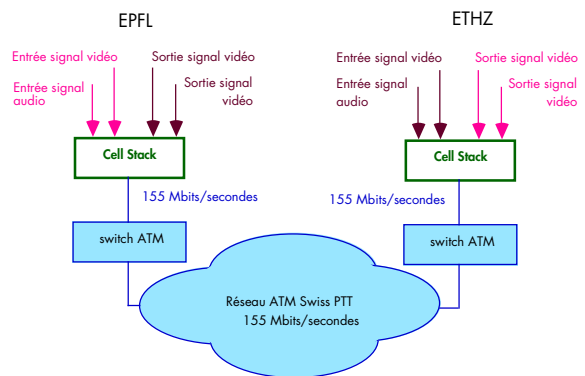 EPFL
ETHZ
Entrée signal vidéo
Sortie signal vidéo
Entrée signal
audio
Sortie signal
vidéo
Entrée signal vidéo
Sortie signal vidéo
Entrée signal
audio
Sortie signal
vidéo
Cell Stack
Cell Stack
155 Mbits/secondes
155 Mbits/secondes
switch ATM
switch ATM
Réseau ATM Swiss PTT
155 Mbits/secondes